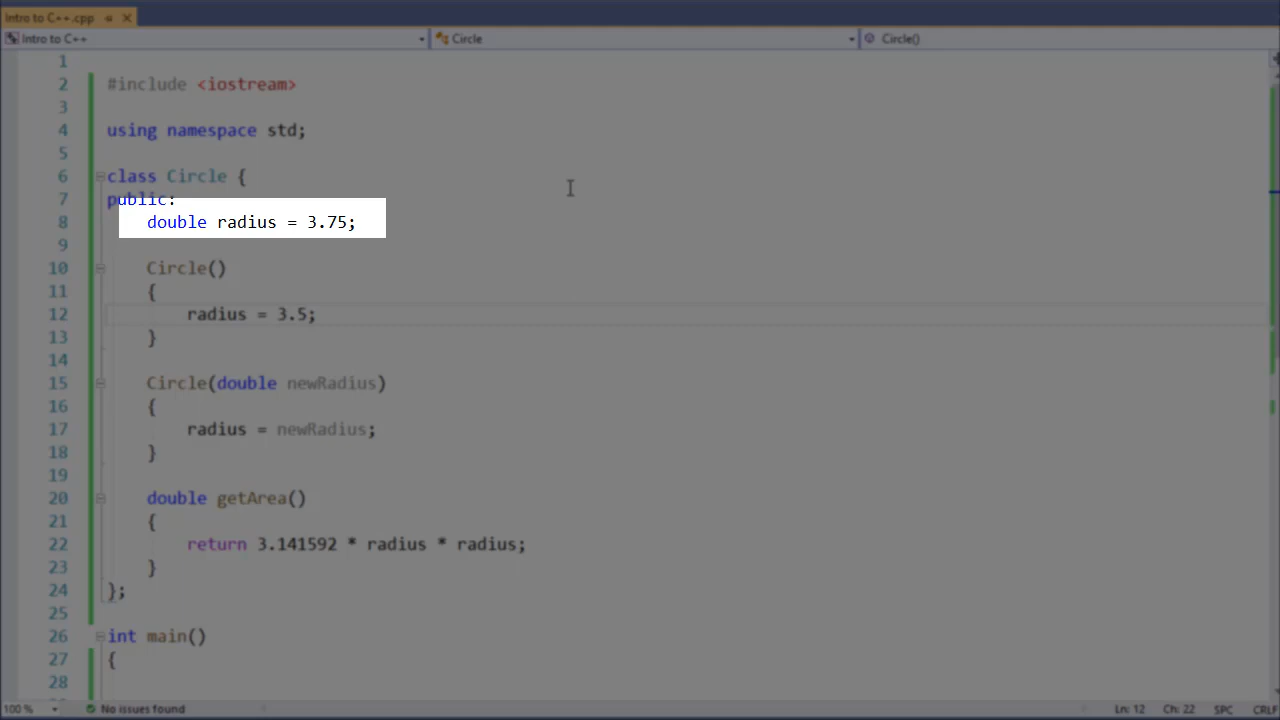 Intro to C++.cpp
Intro to C++ Circle Circle()
1
2 #include <iostream>
3
4 using namespace std;
5
6 class Circle {
7 public:
8 double radius = 3.75;
9
10 Circle()
11 {
12 radius = 3.5;
13 }
14
15 Circle(double newRadius)
16 {
17 radius = newRadius;
18 }
19
20 double getArea()
21 {
22 return 3.141592 * radius * radius;
23 }
24 };
25
26 int main()
27 {
28
100 % No issues found Ln: 12 Ch: 22 SPC CRLF